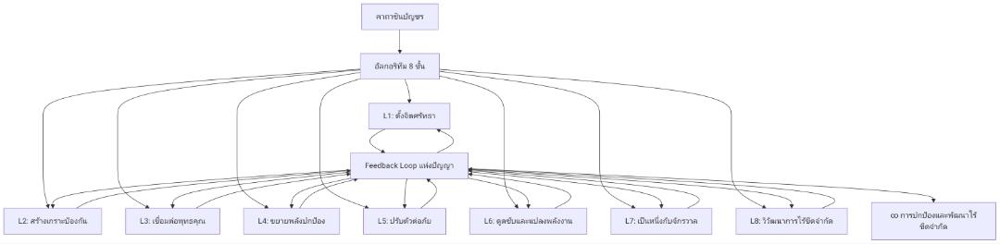 คาถาชินบัญชร
อัลกอริทึม 8 ชั้น
L1: ตั้งจิตศรัทธา
Feedback Loop แห่งปัญญา
L2: สร้างเกราะป้องกัน
L3: เชื่อมต่อพุทธคุณ
L4: ขยายพลังปกป้อง
L5: ปรับตัวต่อภัย
L6: ดูดซับและแปลงพลังงาน
L7: เป็นหนึ่งกับจักรวาล
L8: วิวัฒนาการไร้ขีดจำกัด
∞ การปกป้องและพัฒนาไร้
ขีดจำกัด